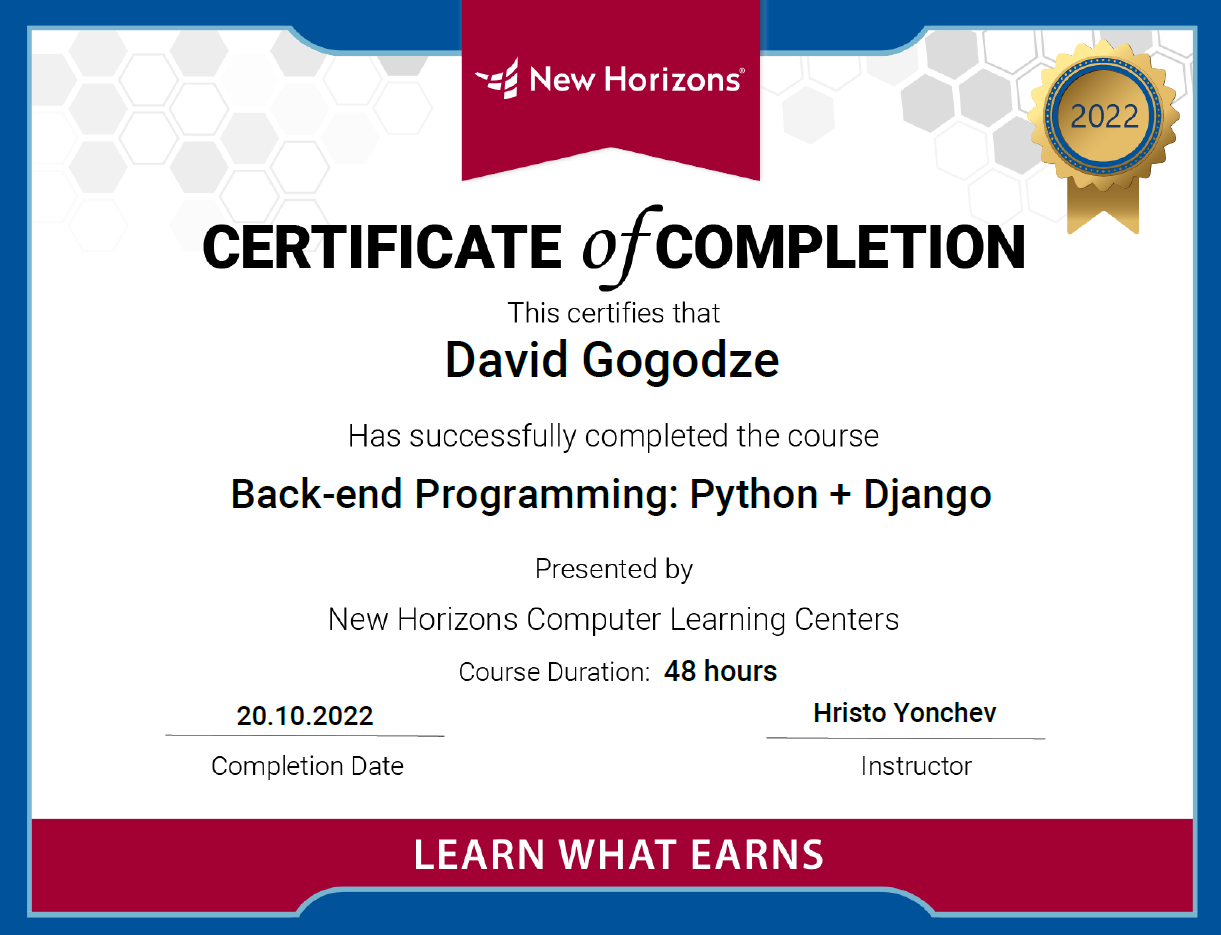 New Horizons®
2022
CERTIFICATE of COMPLETION
This certifies that
David Gogodze
Has successfully completed the course
Back-end Programming: Python + Django
Presented by
New Horizons Computer Learning Centers
Course Duration: 48 hours
20.10.2022
Completion Date
Hristo Yonchev
Instructor
LEARN WHAT EARNS